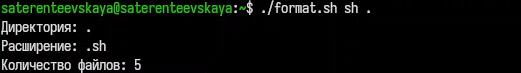 saterenteevskaya@saterenteevskaya:~$ ./format.sh sh .
Директория: .
Расширение: .sh
Количество файлов: 5